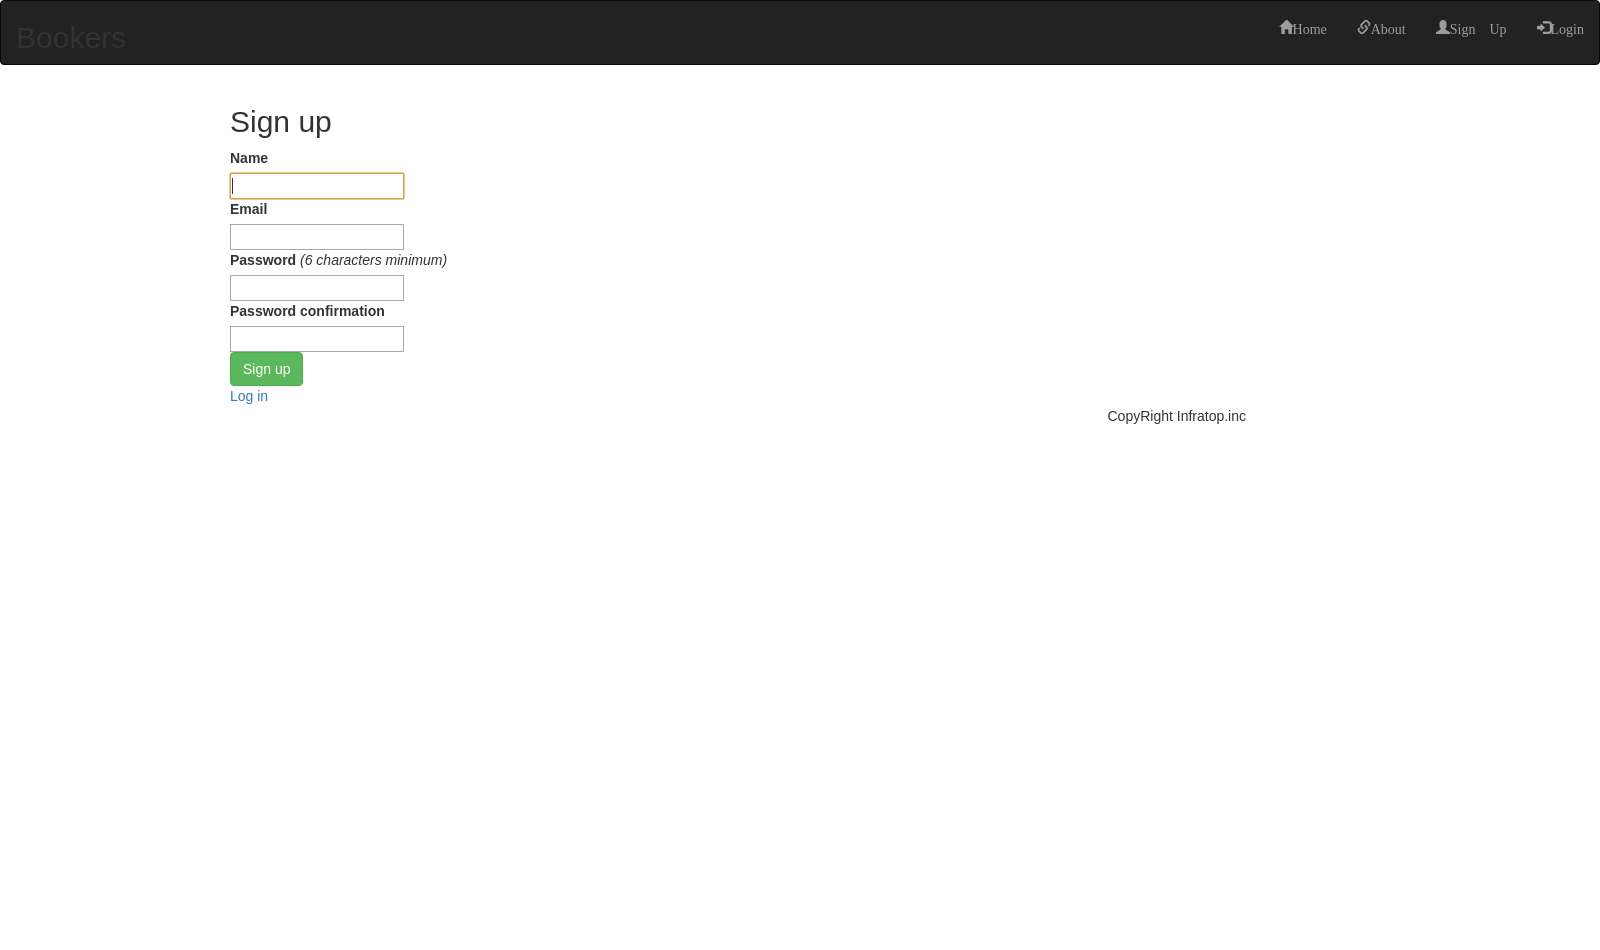 Bookers
Home About Sign Up Login
Sign up
Name
Email
Password (6 characters minimum)
Password confirmation
Sign up
Log in
CopyRight Infratop.inc